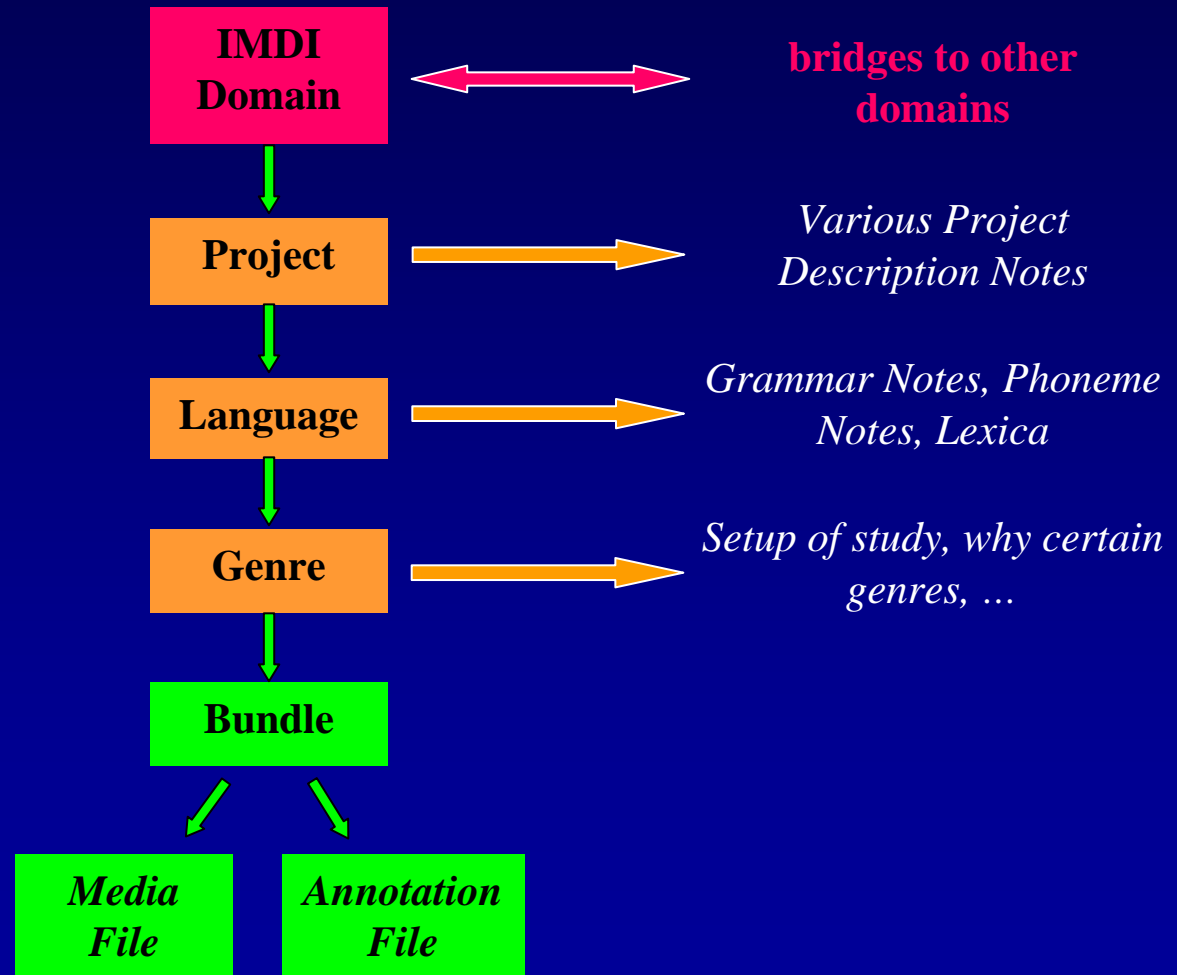 IMDI
Domain
bridges to other
domains
Project
Various Project
Description Notes
Language
Grammar Notes, Phoneme
Notes, Lexica
Genre
Setup of study, why certain
genres, ...
Bundle
Media
File
Annotation
File